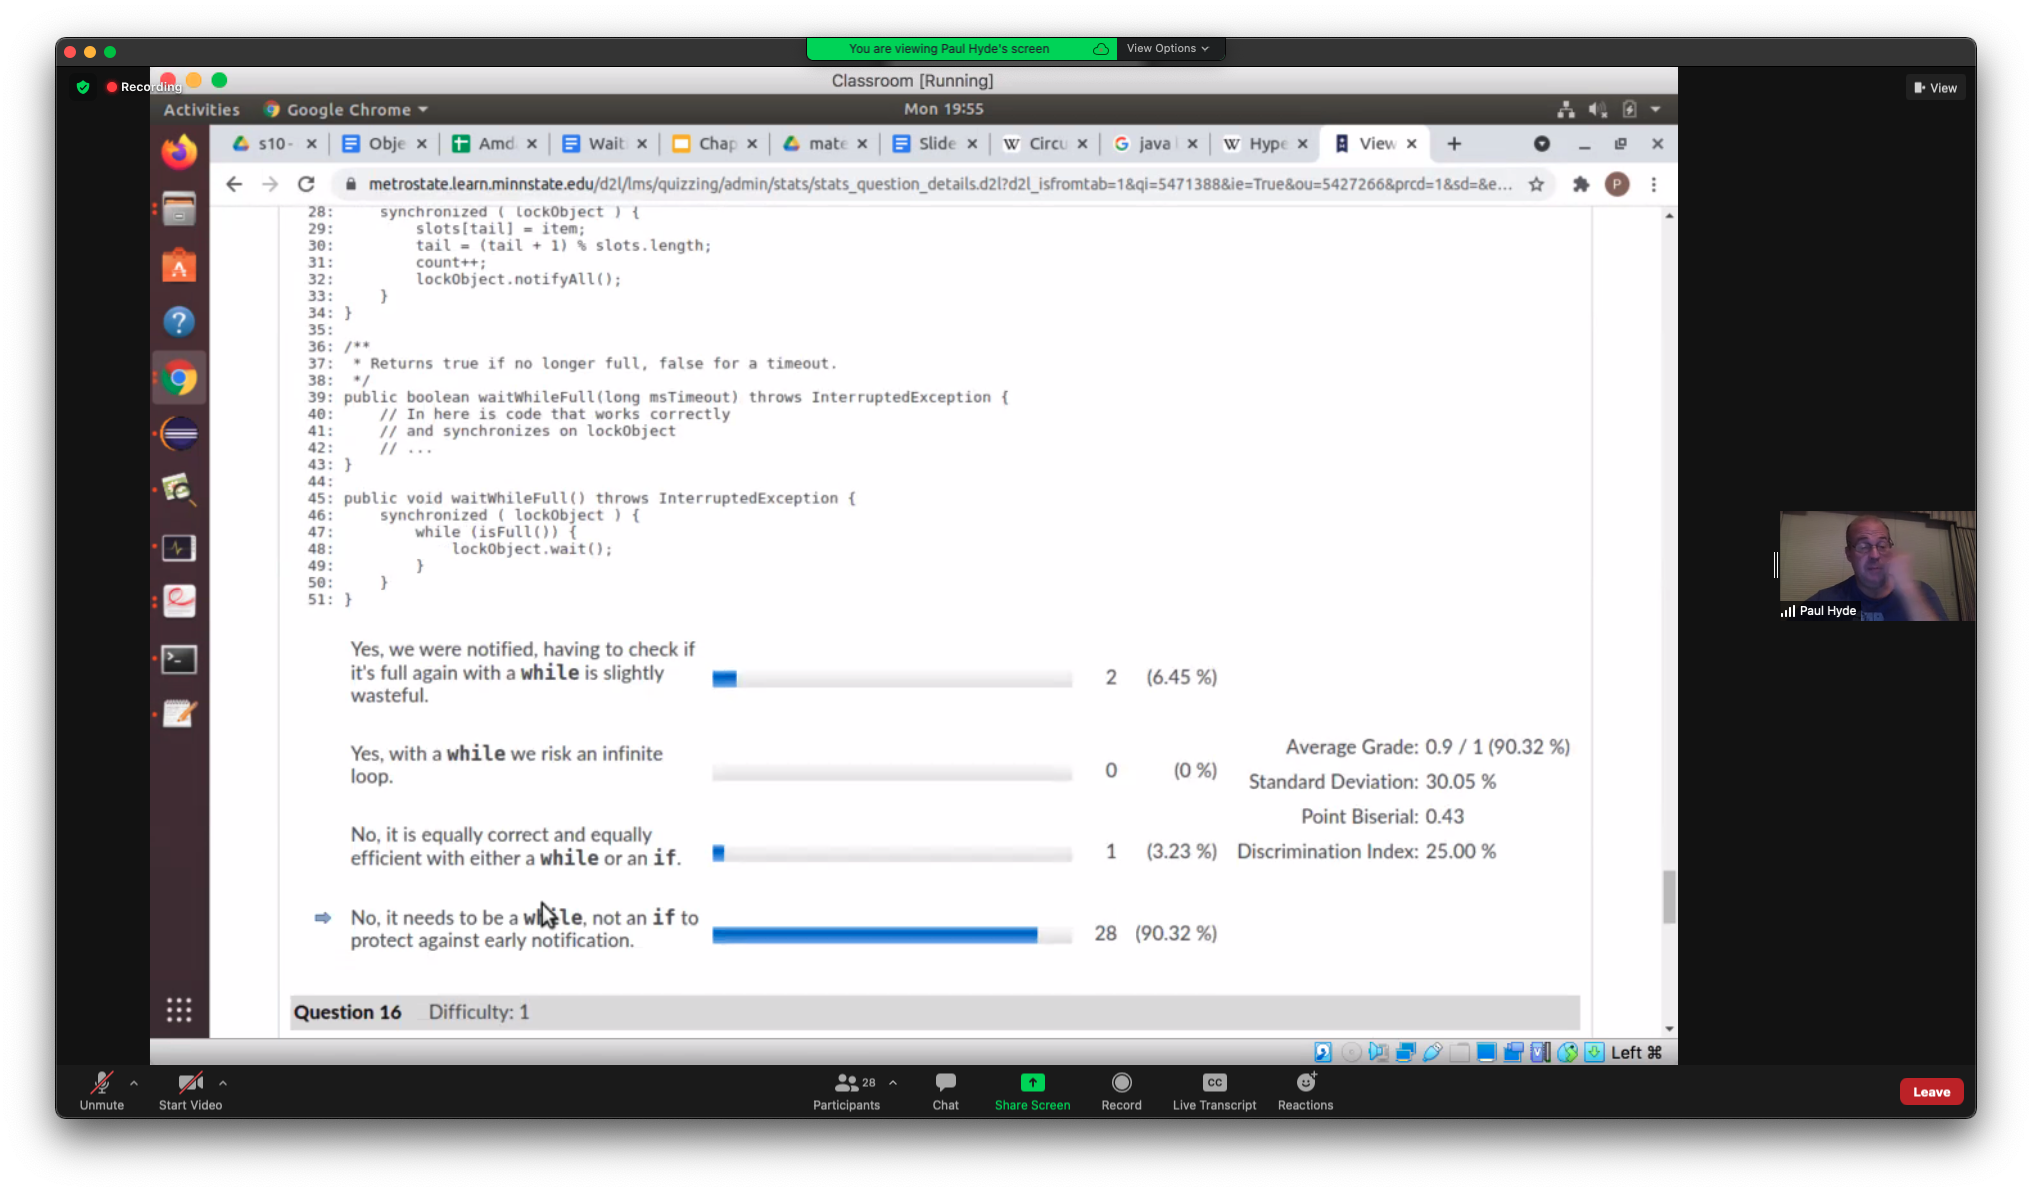 You are viewing Paul Hyde's screen
View Options
Recording
Classroom [Running]
View
Activities
Google Chrome
Mon 19:55
s10-
Obje
Amd
Wait
Chap
mate
Slide
Circu
java
Hype
View
metrostate.learn.minnstate.edu/d2l/lms/quizzing/admin/stats/stats_question_details.d2l?d2l_isfromtab=1&qi=5471388&ie=True&ou=5427266&prcd=1&sd=&e...
P
28:     synchronized ( lockObject ) {
29:         slots[tail] = item;
30:         tail = (tail + 1) % slots.length;
31:         count++;
32:         lockObject.notifyAll();
33:     }
34: }
35:
36: /**
37:  * Returns true if no longer full, false for a timeout.
38:  */
39: public boolean waitWhileFull(long msTimeout) throws InterruptedException {
40:     // In here is code that works correctly
41:     // and synchronizes on lockObject
42:     // ...
43: }
44:
45: public void waitWhileFull() throws InterruptedException {
46:     synchronized ( lockObject ) {
47:         while (isFull()) {
48:             lockObject.wait();
49:         }
50:     }
51: }
Yes, we were notified, having to check if
it's full again with a while is slightly
wasteful.
2 (6.45 %)
Yes, with a while we risk an infinite
loop.
0 (0 %)
No, it is equally correct and equally
efficient with either a while or an if.
1 (3.23 %)
No, it needs to be a while, not an if to
protect against early notification.
28 (90.32 %)
Average Grade: 0.9 / 1 (90.32 %)
Standard Deviation: 30.05 %
Point Biserial: 0.43
Discrimination Index: 25.00 %
Question 16 Difficulty: 1
Left ⌘
Paul Hyde
Unmute
Start Video
28
Participants
Chat
Share Screen
Record
CC
Live Transcript
Reactions
Leave